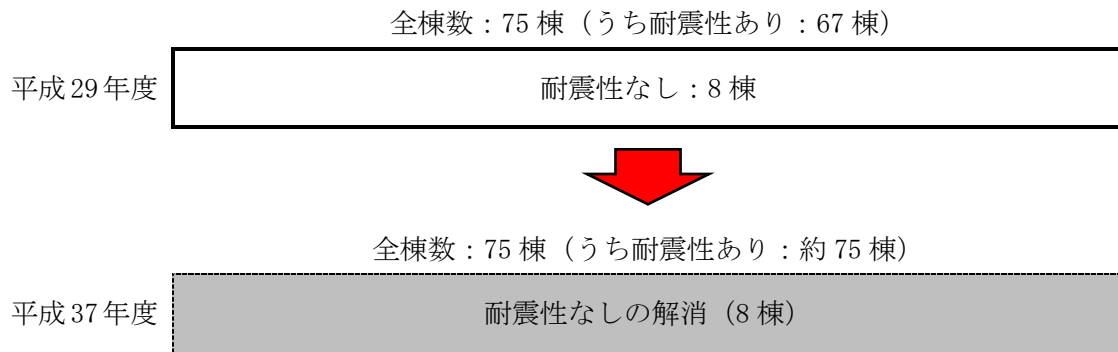 全棟数：75 棟（うち耐震性あり：67 棟）
平成 29 年度
耐震性なし：8 棟
全棟数：75 棟（うち耐震性あり：約 75 棟）
平成 37 年度
耐震性なしの解消（8 棟）